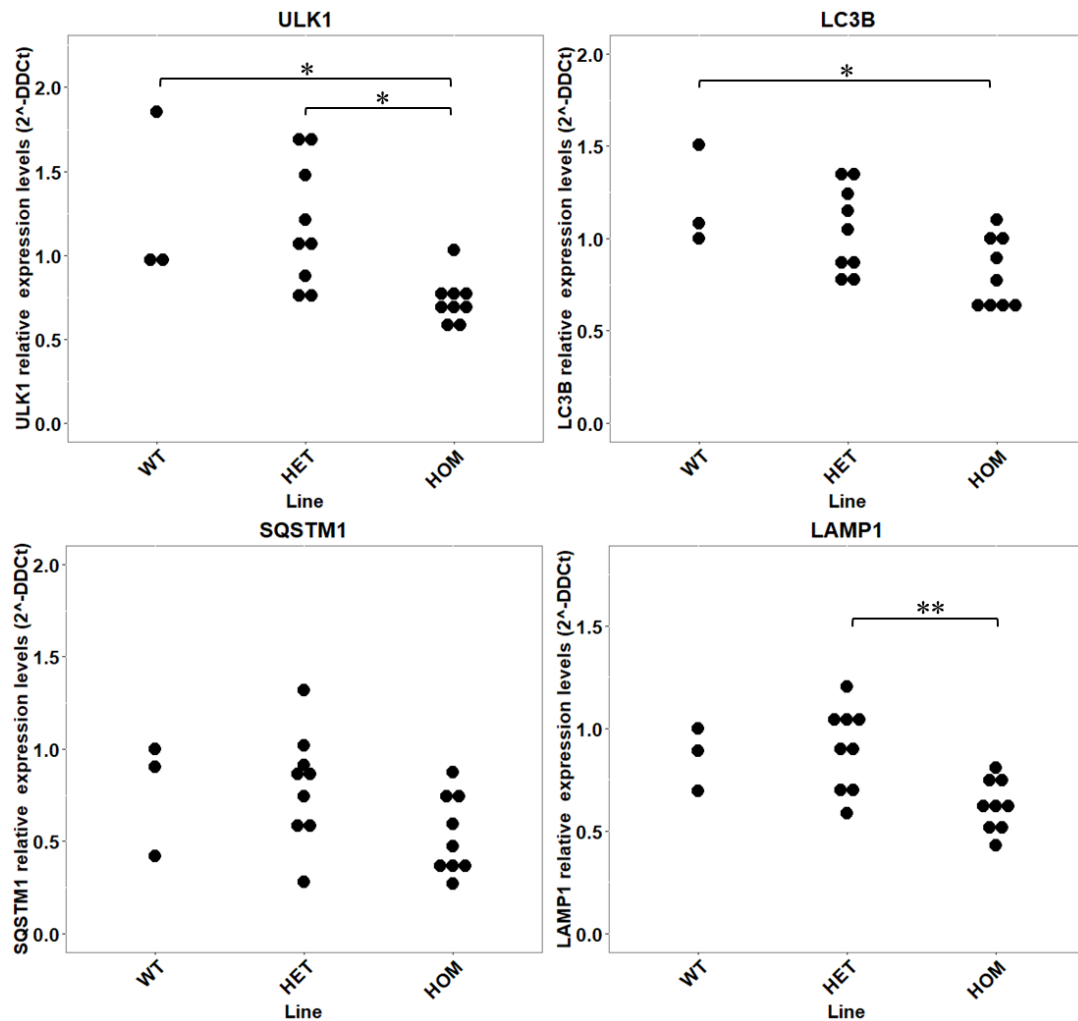 ULK1
ULK1 relative expression levels (2^-DDCt)
2.0
1.5
1.0
0.5
0.0
*
*
WT
HET
HOM
Line
LC3B
LC3B relative expression levels (2^-DDCt)
2.0
1.5
1.0
0.5
0.0
*
WT
HET
HOM
Line
SQSTM1
SQSTM1 relative expression levels (2^-DDCt)
2.0
1.5
1.0
0.5
0.0
WT
HET
HOM
Line
LAMP1
LAMP1 relative expression levels (2^-DDCt)
1.5
1.0
0.5
0.0
**
WT
HET
HOM
Line